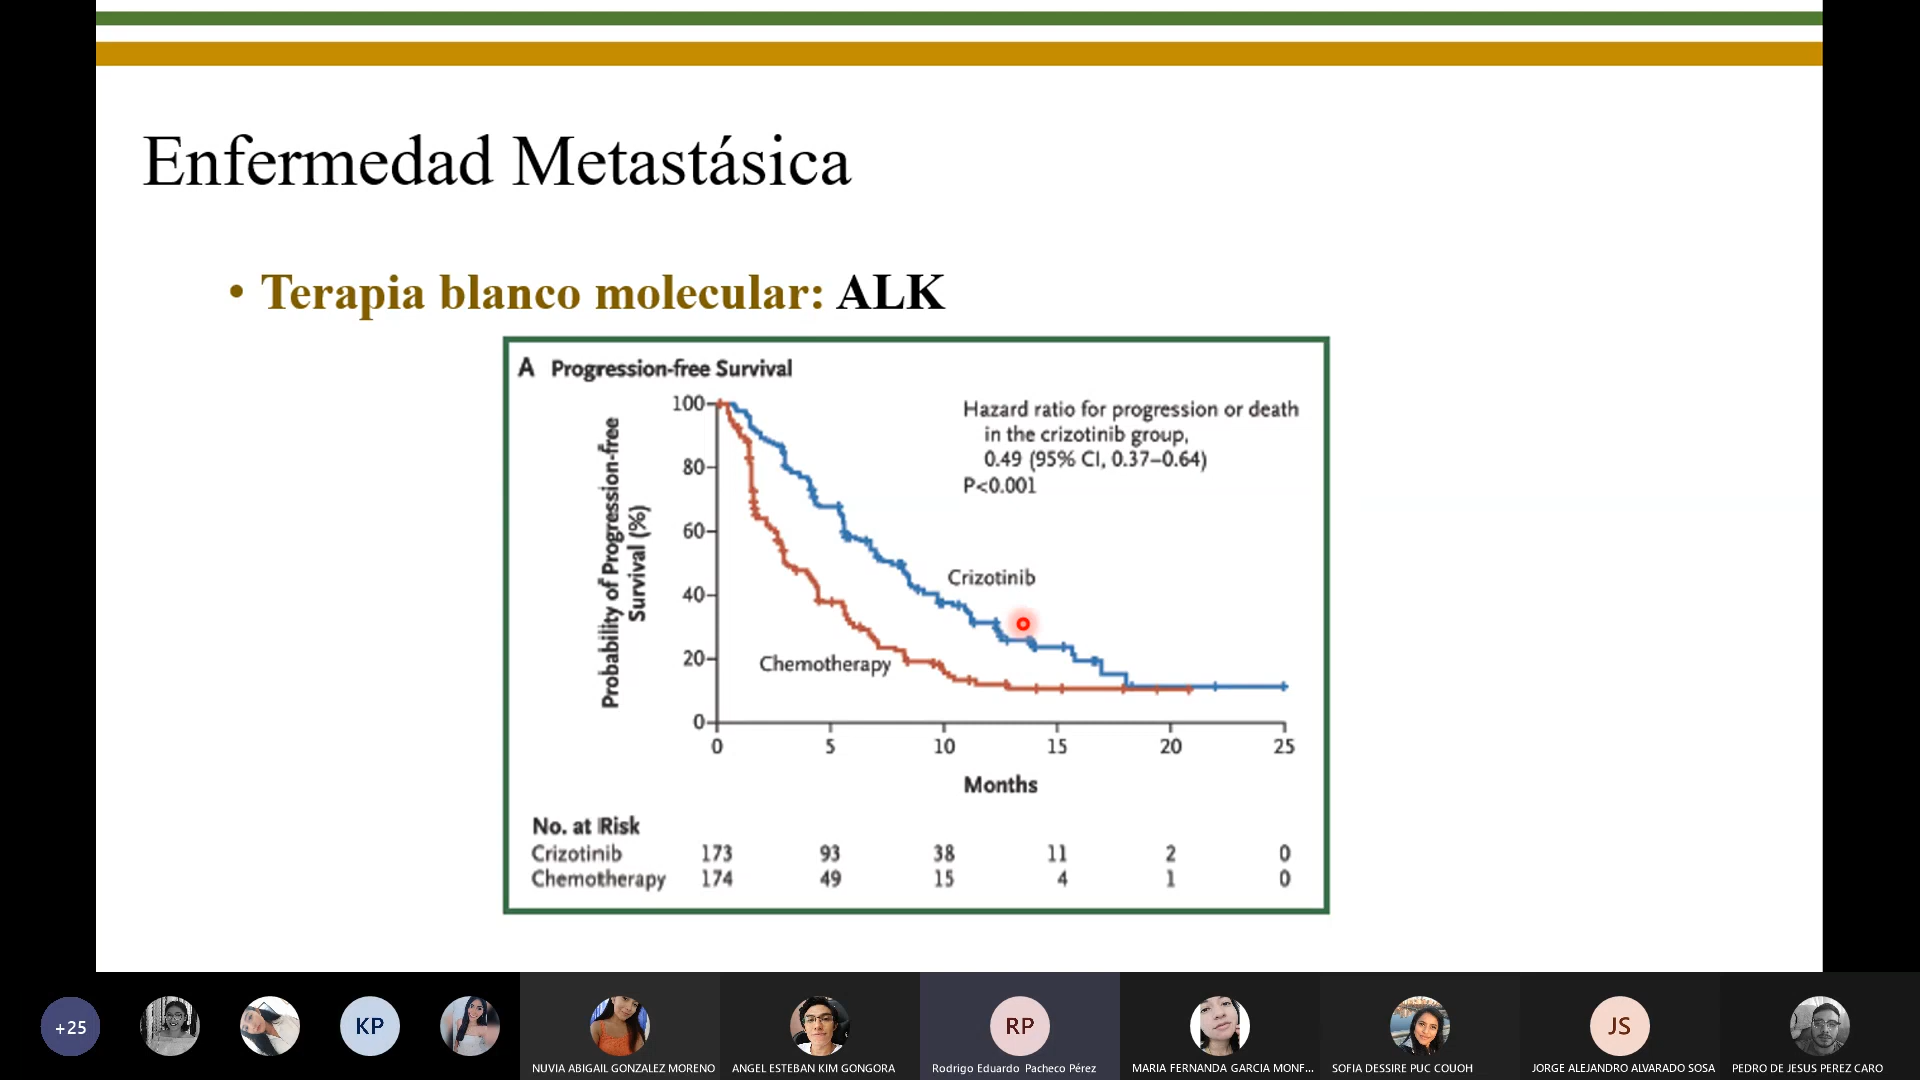 Enfermedad Metastásica
• Terapia blanco molecular: ALK
A Progression-free Survival
Probability of Progression-free
Survival (%)
100
80
60
40
20
0
Hazard ratio for progression or death
in the crizotinib group,
0.49 (95% CI, 0.37–0.64)
P<0.001
Crizotinib
Chemotherapy
0 5 10 15 20 25
Months
No. at Risk
Crizotinib 173 93 38 11 2 0
Chemotherapy 174 49 15 4 1 0
+25
KP
RP
JS
NUVIA ABIGAIL GONZALEZ MORENO
ANGEL ESTEBAN KIM GONGORA
Rodrigo Eduardo Pacheco Pérez
MARIA FERNANDA GARCIA MONF...
SOFIA DESSIRE PUC COUOH
JORGE ALEJANDRO ALVARADO SOSA
PEDRO DE JESUS PEREZ CARO